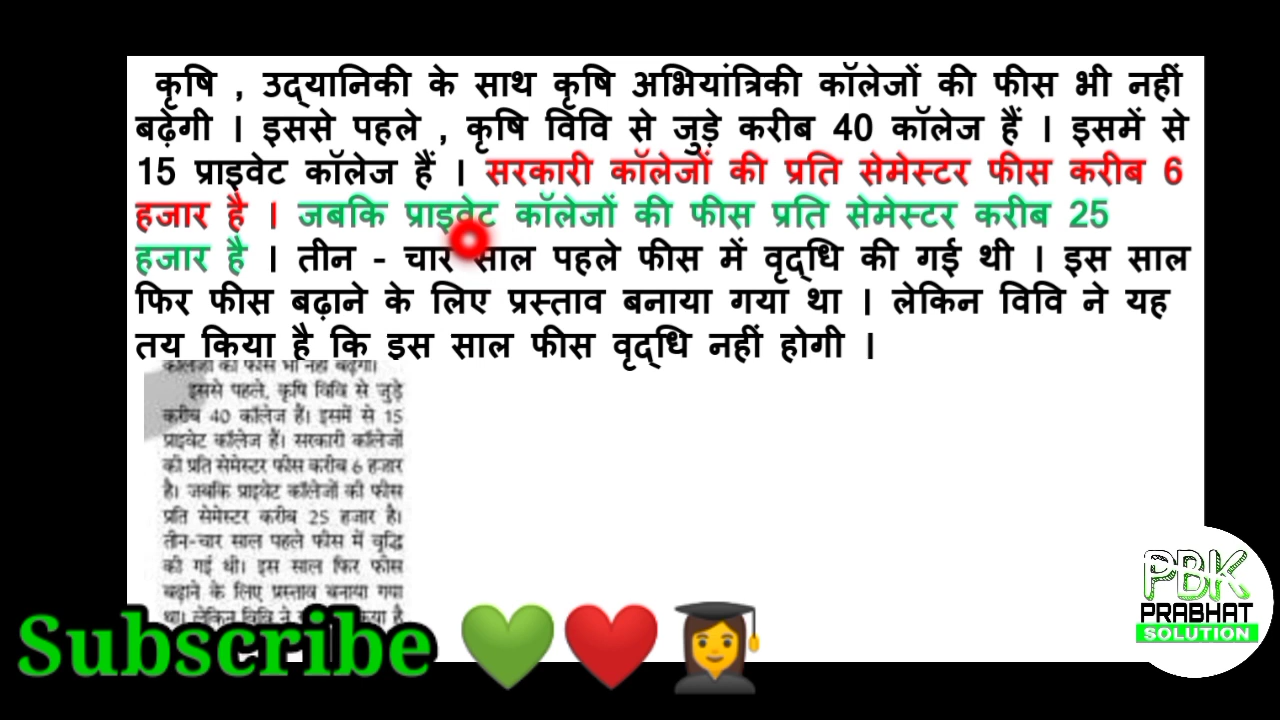 कृषि , उद्यानिकी के साथ कृषि अभियांत्रिकी कॉलेजों की फीस भी नहीं
बढ़ेगी । इससे पहले , कृषि विवि से जुड़े करीब 40 कॉलेज हैं । इसमें से
15 प्राइवेट कॉलेज हैं । सरकारी कॉलेजों की प्रति सेमेस्टर फीस करीब 6
हजार है । जबकि प्राइवेट कॉलेजों की फीस प्रति सेमेस्टर करीब 25
हजार है । तीन - चार साल पहले फीस में वृद्धि की गई थी । इस साल
फिर फीस बढ़ाने के लिए प्रस्ताव बनाया गया था । लेकिन विवि ने यह
तय किया है कि इस साल फीस वृद्धि नहीं होगी ।
कॉलेजों की फीस भी नहीं बढ़ेगी।
इससे पहले, कृषि विवि से जुड़े
करीब 40 कॉलेज हैं। इसमें से 15
प्राइवेट कॉलेज हैं। सरकारी कॉलेजों
की प्रति सेमेस्टर फीस करीब 6 हजार
है। जबकि प्राइवेट कॉलेजों की फीस
प्रति सेमेस्टर करीब 25 हजार है।
तीन-चार साल पहले फीस में वृद्धि
की गई थी। इस साल फिर फीस
बढ़ाने के लिए प्रस्ताव बनाया गया
था। लेकिन विवि ने किया है
Subscribe
PBK
PRABHAT
SOLUTION